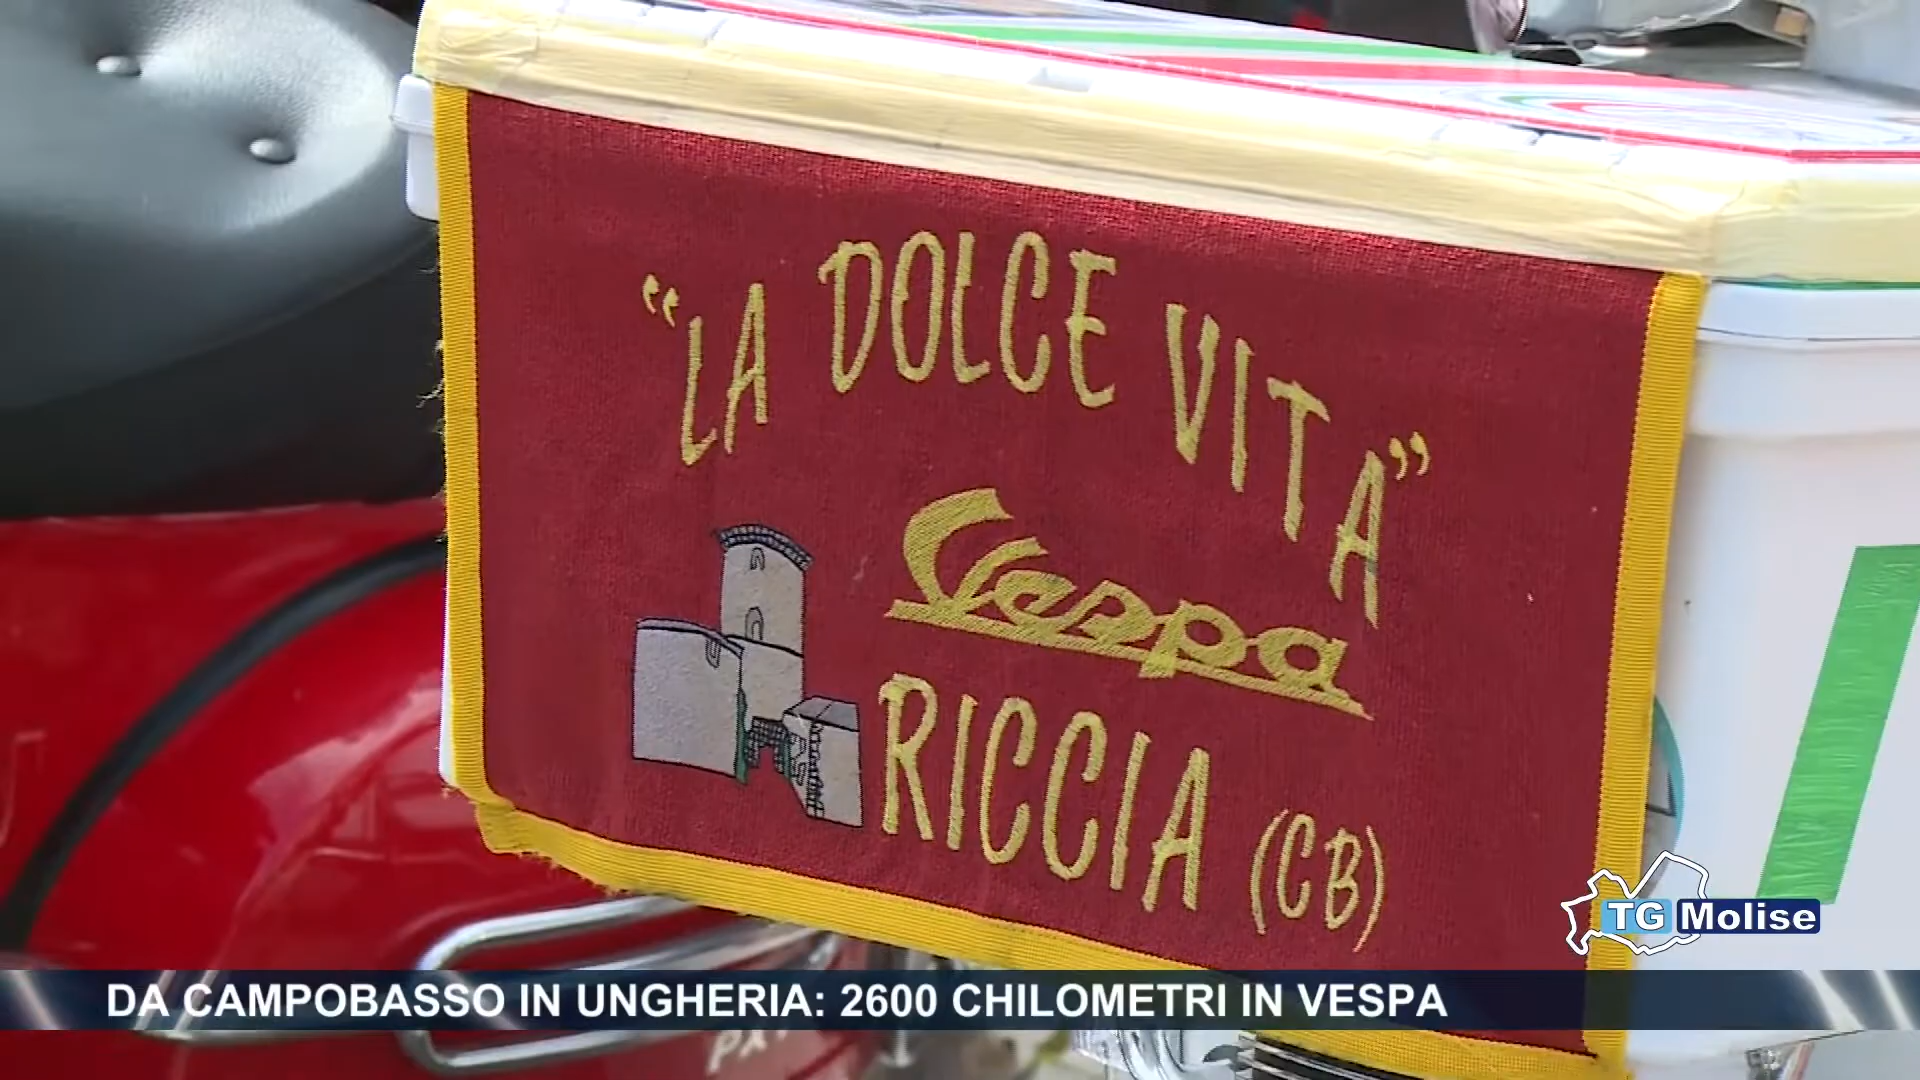 “LA DOLCE VITA”
Vespa
RICCIA (CB)
TG Molise
DA CAMPOBASSO IN UNGHERIA: 2600 CHILOMETRI IN VESPA